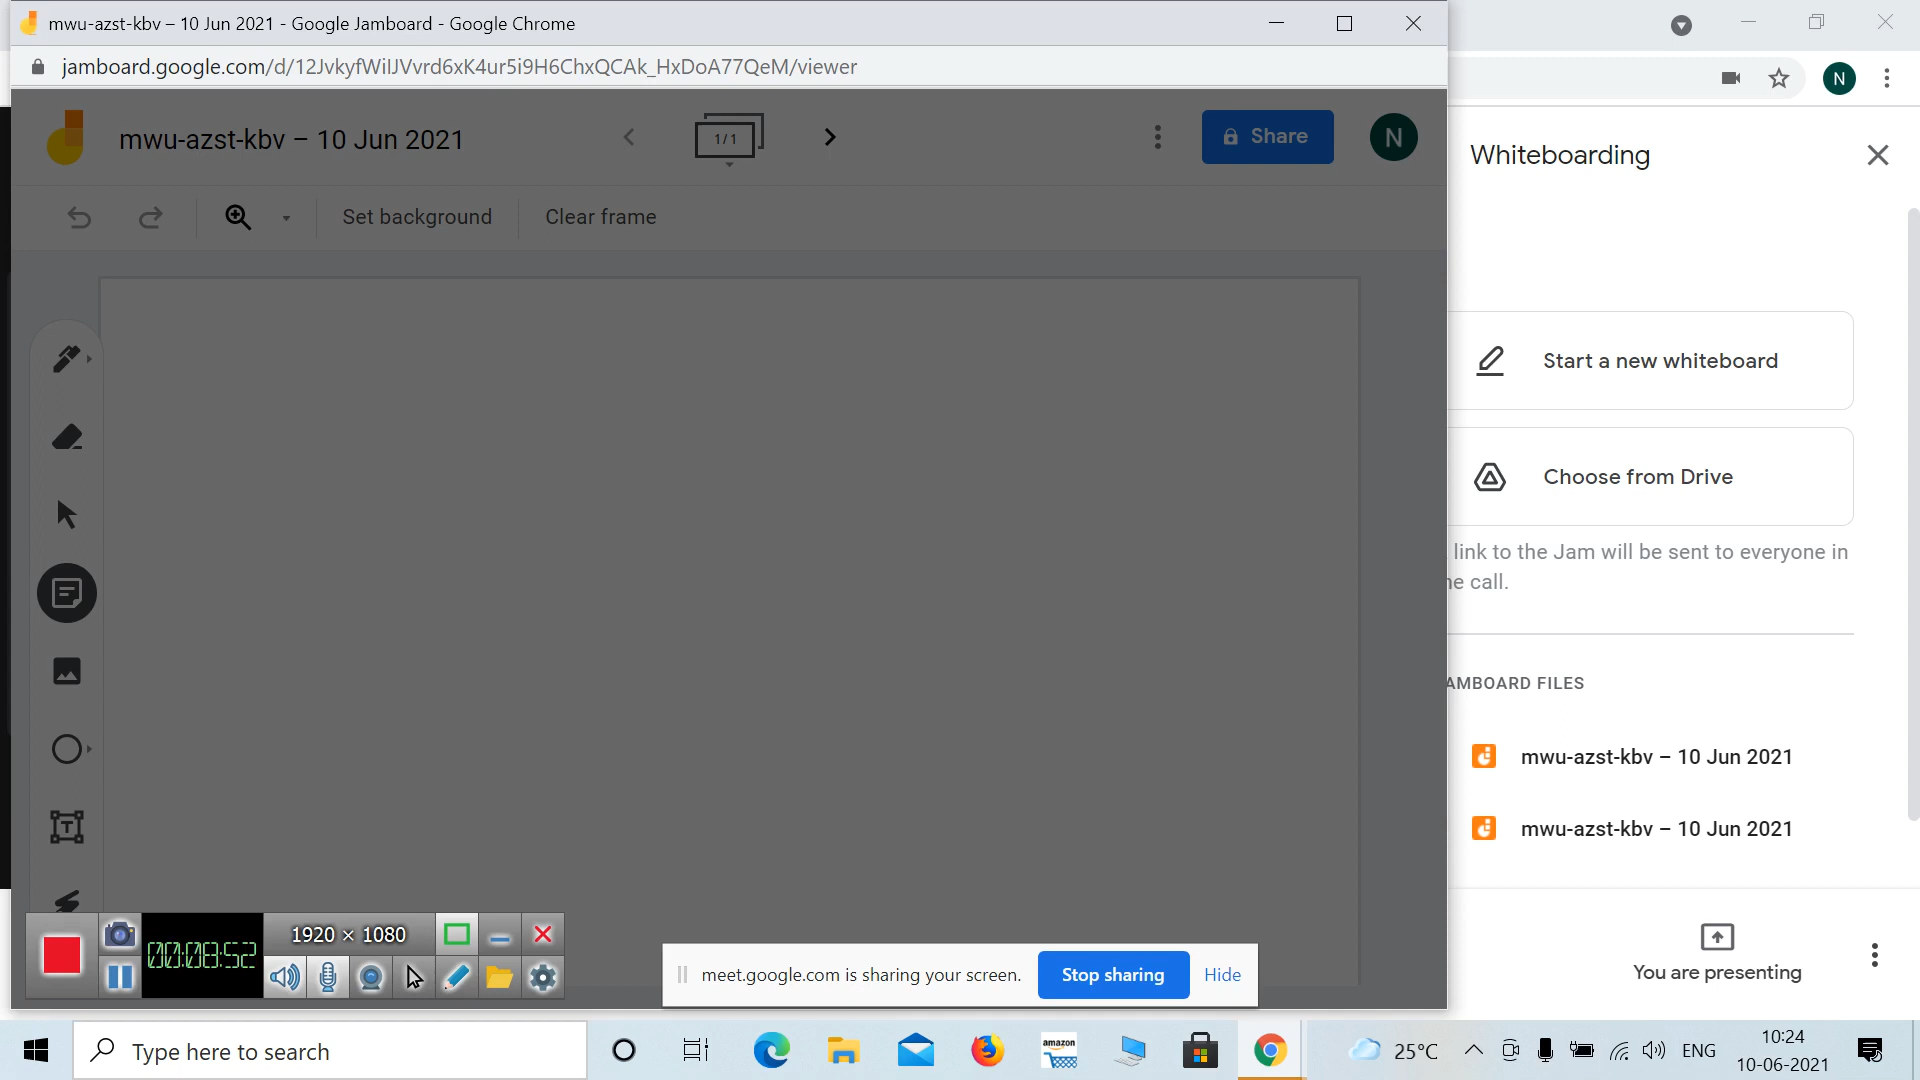 mwu-azst-kbv – 10 Jun 2021 - Google Jamboard - Google Chrome
jamboard.google.com/d/12JvkyfWilJVvrd6xK4ur5i9H6ChxQCAk_HxDoA77QeM/viewer
N
mwu-azst-kbv – 10 Jun 2021
1/1
Share
N
Set background
Clear frame
Whiteboarding
Start a new whiteboard
Choose from Drive
link to the Jam will be sent to everyone in
he call.
AMBOARD FILES
mwu-azst-kbv – 10 Jun 2021
mwu-azst-kbv – 10 Jun 2021
You are presenting
1920 × 1080
00:08:52
meet.google.com is sharing your screen.
Stop sharing
Hide
Type here to search
amazon
25°C
ENG
10:24
10-06-2021